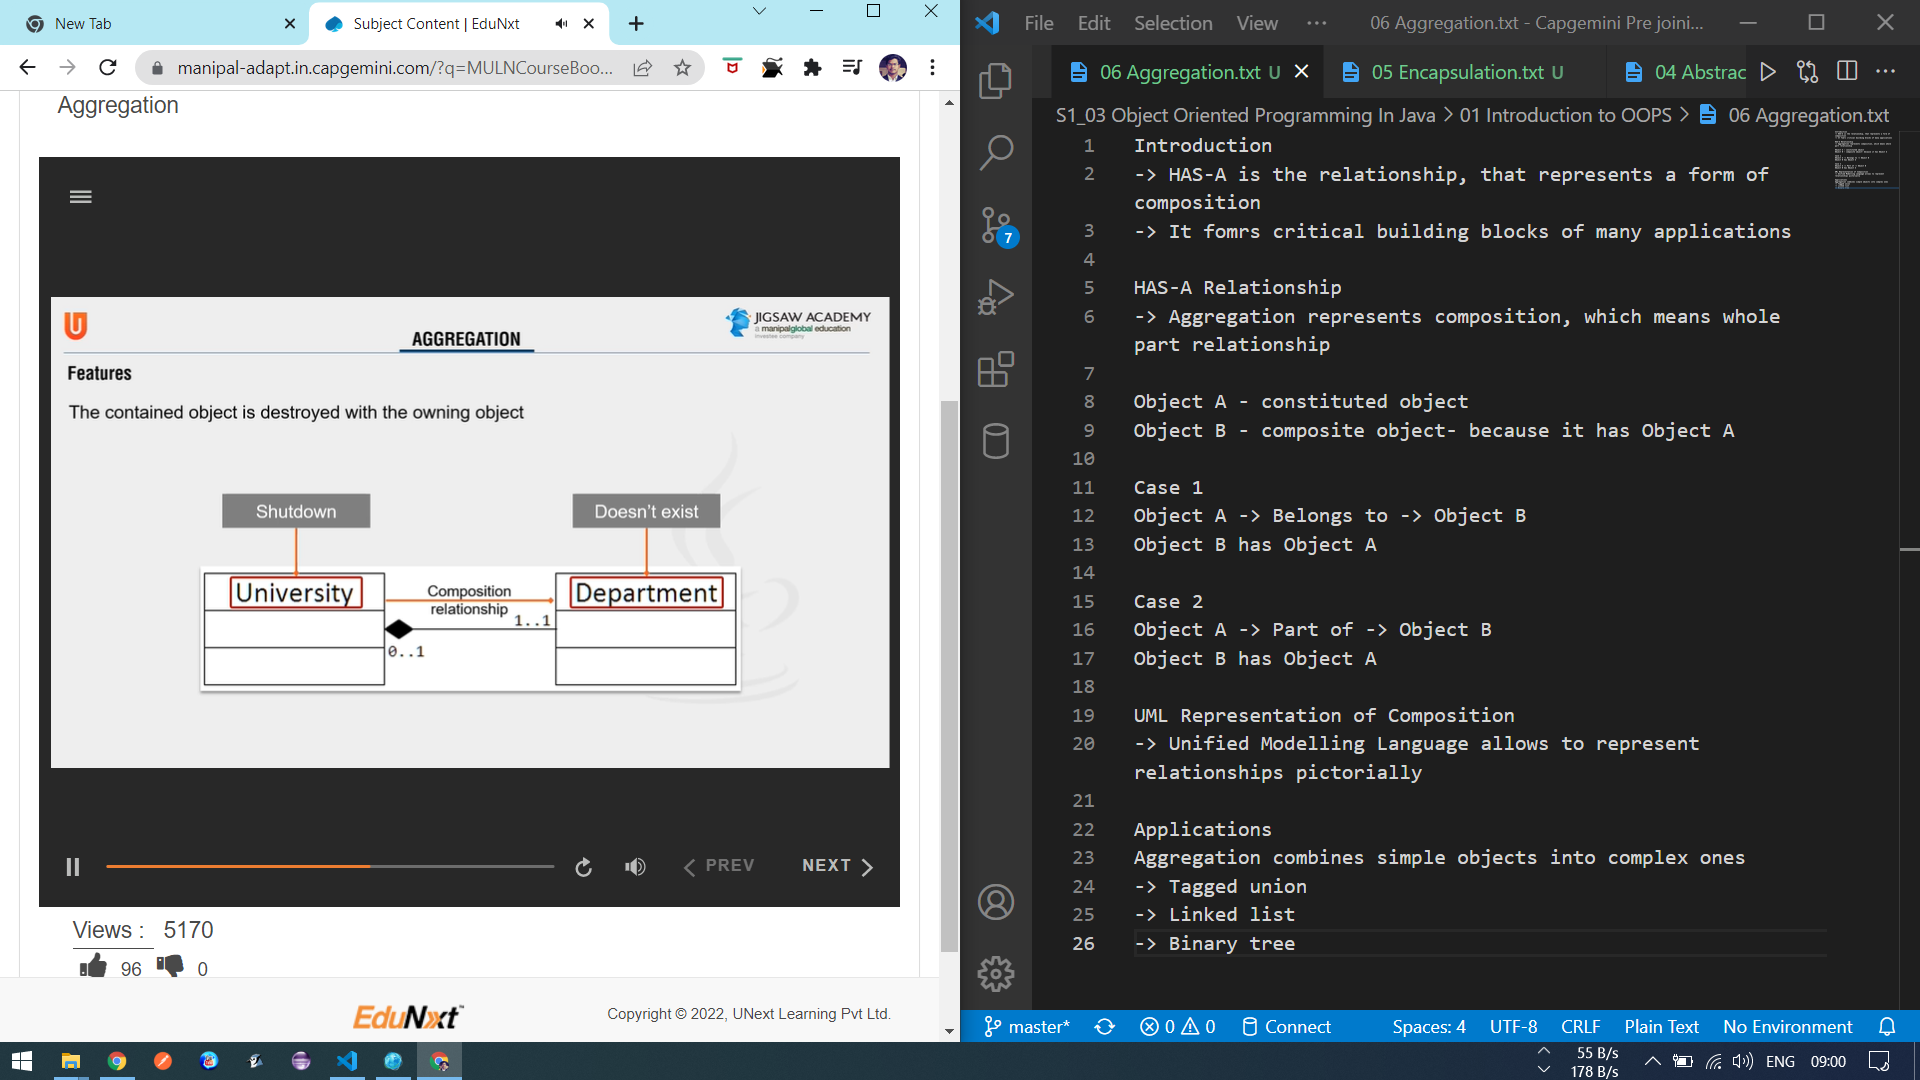 New Tab
Subject Content | EduNxt
manipal-adapt.in.capgemini.com/?q=MULNCourseBoo...
Aggregation
U
JIGSAW ACADEMY
a manipalglobal education
investee company
AGGREGATION
Features
The contained object is destroyed with the owning object
Shutdown
Doesn't exist
University
Composition
relationship
Department
1..1
0..1
PREV
NEXT
Views : 5170
96
0
EduNxt™
Copyright © 2022, UNext Learning Pvt Ltd.
File Edit Selection View ··· 06 Aggregation.txt - Capgemini Pre joini...
06 Aggregation.txt U
05 Encapsulation.txt U
04 Abstrac
S1_03 Object Oriented Programming In Java > 01 Introduction to OOPS > 06 Aggregation.txt
7
1 Introduction
2 -> HAS-A is the relationship, that represents a form of
composition
3 -> It fomrs critical building blocks of many applications
4
5 HAS-A Relationship
6 -> Aggregation represents composition, which means whole
part relationship
7
8 Object A - constituted object
9 Object B - composite object- because it has Object A
10
11 Case 1
12 Object A -> Belongs to -> Object B
13 Object B has Object A
14
15 Case 2
16 Object A -> Part of -> Object B
17 Object B has Object A
18
19 UML Representation of Composition
20 -> Unified Modelling Language allows to represent
relationships pictorially
21
22 Applications
23 Aggregation combines simple objects into complex ones
24 -> Tagged union
25 -> Linked list
26 -> Binary tree
master* 0 0 Connect Spaces: 4 UTF-8 CRLF Plain Text No Environment
55 B/s
178 B/s
ENG 09:00